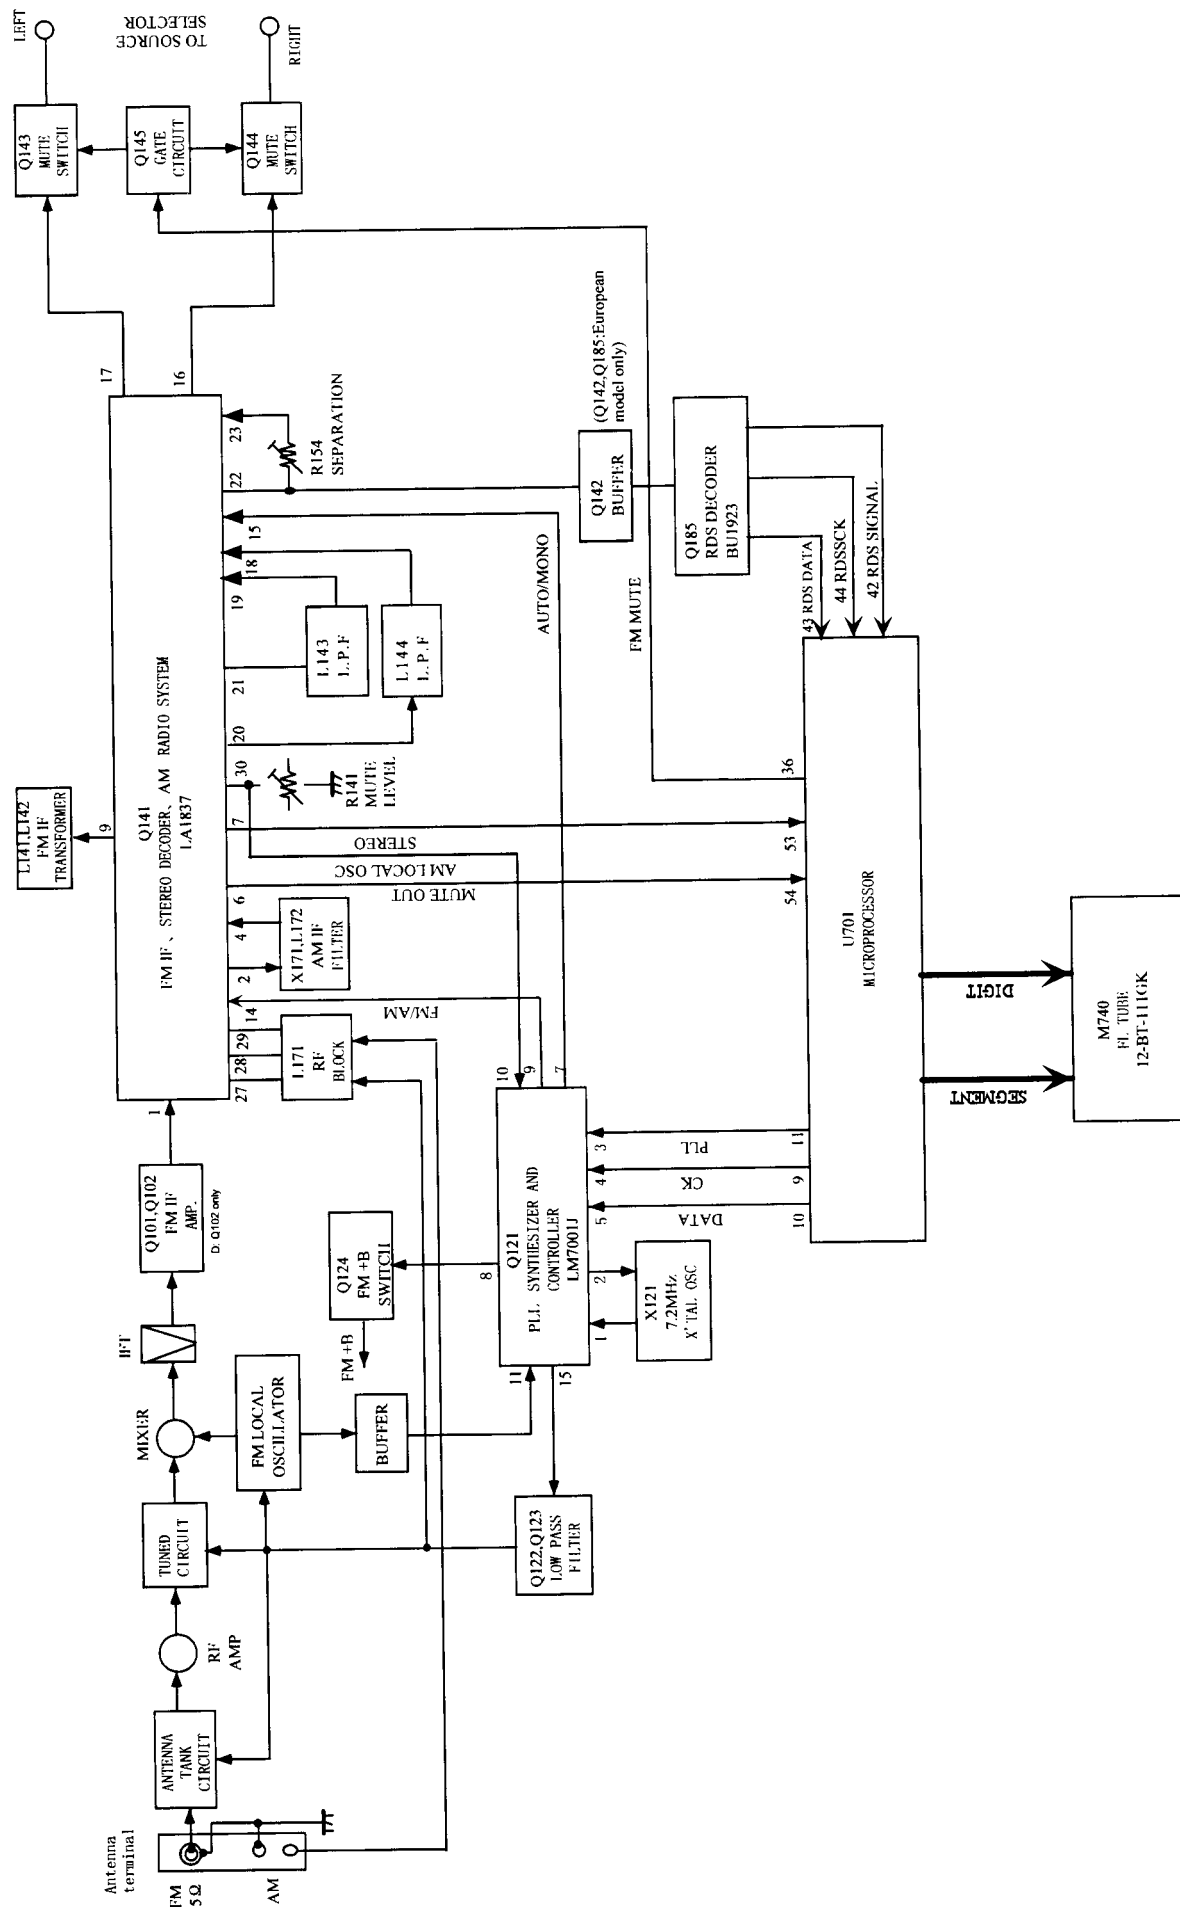 Antenna
terminal
FM
5Ω
AM
ANTENNA
TANK
CIRCUIT
RF
AMP
TUNED
CIRCUIT
MIXER
FM LOCAL
OSCILLATOR
BUFFER
IFT
Q101,Q102
FM IF
AMP.
D: Q102 only
1
Q122,Q123
LOW PASS
FILTER
Q124
FM +B
SWITCH
FM +B
8
11
15
Q121
PLL SYNTHESIZER AND
CONTROLLER
LM7001J
10
9
7
1
2
5
4
3
X121
7.2MHz
X'TAL OSC
DATA
CK
PLL
10
9
11
L141,L142
FM IF
TRANSFORMER
9
Q141
FM IF、STEREO DECODER、AM RADIO SYSTEM
LA1837
27
28
29
14
2
4
6
7
30
20
21
19
18
15
22
23
17
16
L171
RF
BLOCK
FM/AM
X171,L172
AM IF
FILTER
MUTE OUT
AM LOCAL OSC
STEREO
R141
MUTE
LEVEL
L143
L.P.F
L144
L.P.F
AUTO/MONO
R154
SEPARATION
Q143
MUTE
SWITCH
Q145
GATE
CIRCUIT
Q144
MUTE
SWITCH
LEFT
TO SOURCE
SELECTOR
RIGHT
FM MUTE
Q142
BUFFER
(Q142,Q185:European
model only)
Q185
RDS DECODER
BU1923
43 RDS DATA
44 RDSSCK
42 RDS SIGNAL
54
53
36
U701
MICROPROCESSOR
SEGMENT
DIGIT
M740
FL TUBE
12-BT-111GK